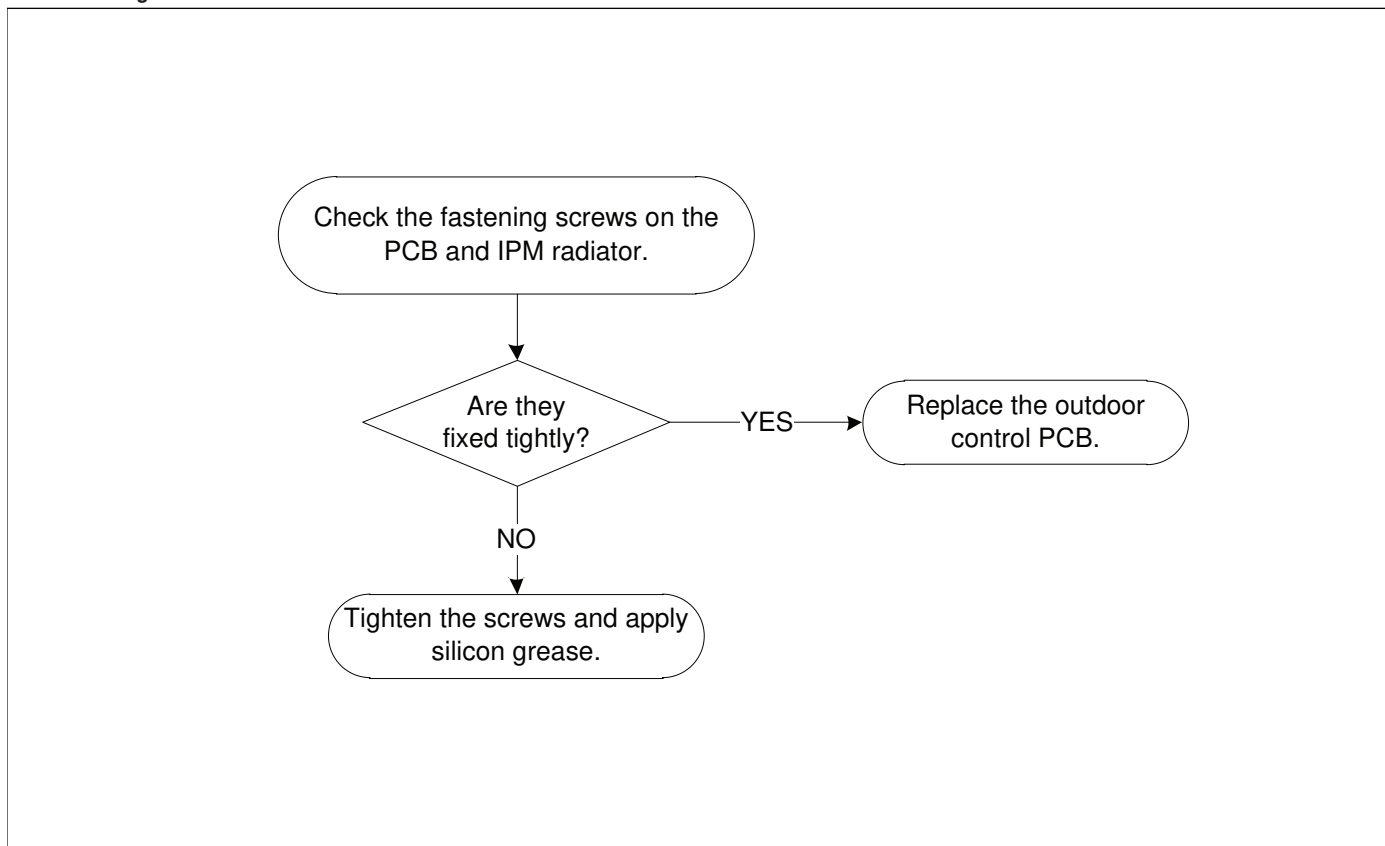 Check the fastening screws on the
PCB and IPM radiator.
Are they
fixed tightly?
YES
Replace the outdoor
control PCB.
NO
Tighten the screws and apply
silicon grease.